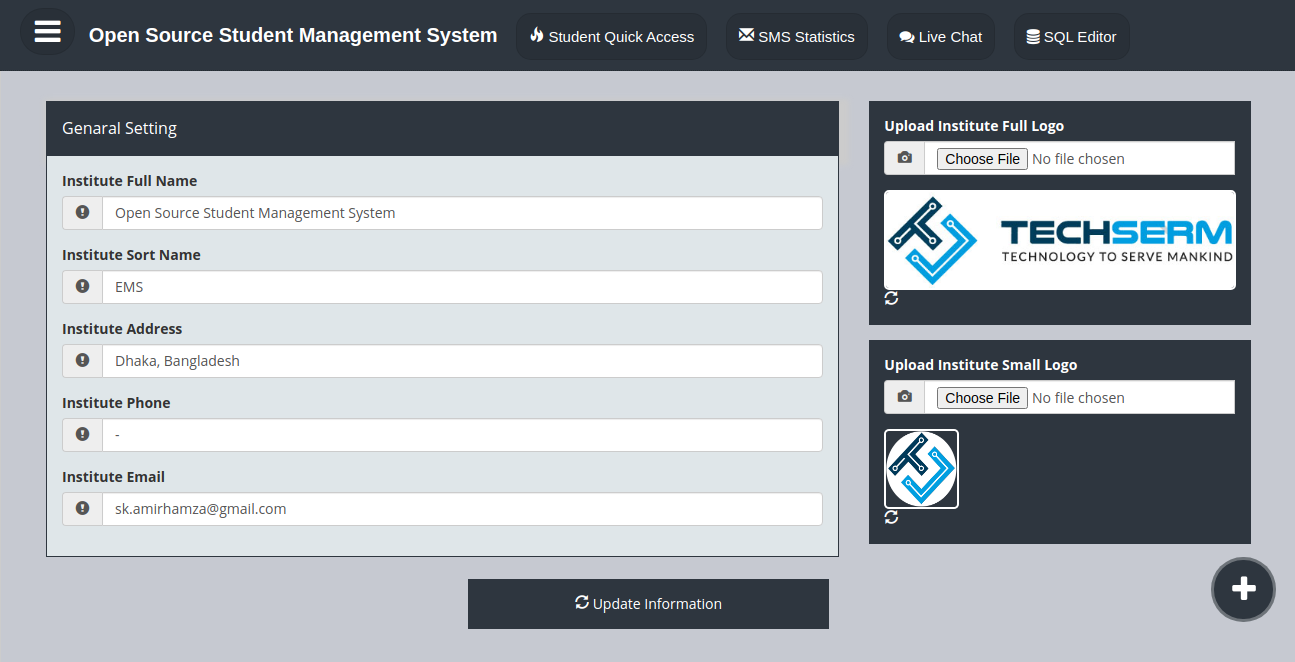 Open Source Student Management System
Student Quick Access
SMS Statistics
Live Chat
SQL Editor
Genaral Setting
Institute Full Name
Open Source Student Management System
Institute Sort Name
EMS
Institute Address
Dhaka, Bangladesh
Institute Phone
-
Institute Email
sk.amirhamza@gmail.com
Update Information
Upload Institute Full Logo
Choose File No file chosen
TECHSERM
TECHNOLOGY TO SERVE MANKIND
Upload Institute Small Logo
Choose File No file chosen